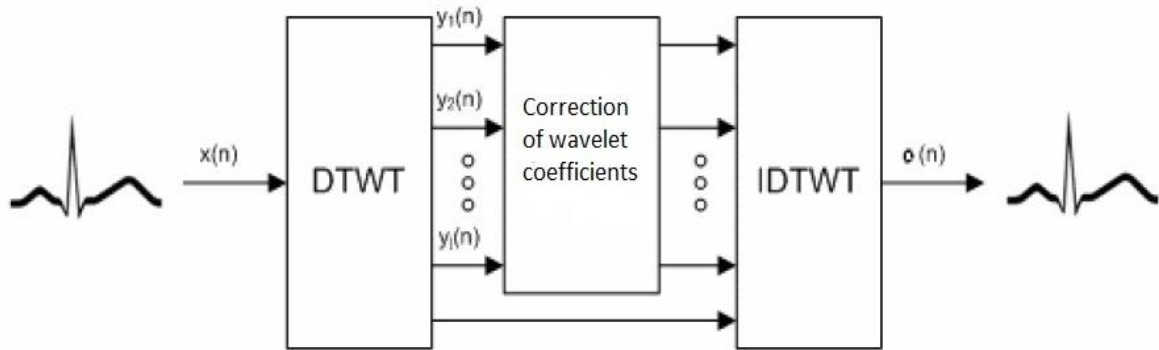 y₁(n)
y₂(n)
Correction
of wavelet
coefficients
x(n)
DTWT
IDTWT
o(n)
yⱼ(n)